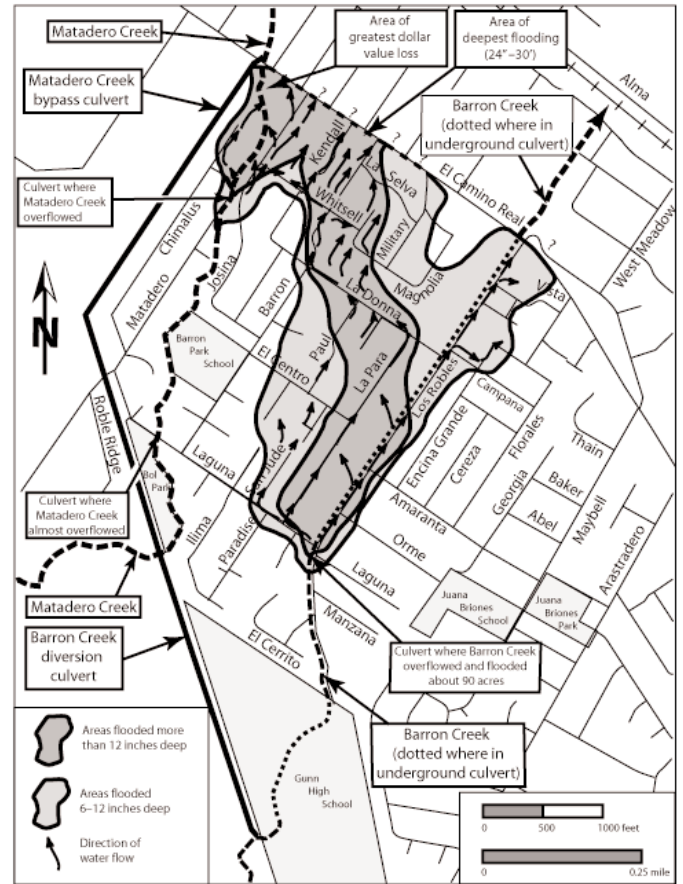 Matadero Creek
Area of
greatest dollar
value loss
Area of
deepest flooding
(24"–30')
Matadero Creek
bypass culvert
Barron Creek
(dotted where in
underground culvert)
Alma
?
?
?
?
Kendall
La Selva
El Camino Real
Culvert where
Matadero Creek
overflowed
Whitsell
Military
Chimalus
West Meadow
?
N
Matadero
Josina
Barron
Magnolia
La Donna
Vista
Barron
Park
School
El Centro
Paul
La Para
Los Robles
Campana
Roble Ridge
Encina Grande
Cereza
Florales
Thain
Laguna
San Jude
Georgia
Baker
Maybell
Bol
Park
Culvert where
Matadero Creek
almost overflowed
Ilima
Paradise
Amaranta
Abel
Arastradero
Orme
Laguna
Matadero Creek
Juana
Briones
School
Juana
Briones
Park
Manzana
Barron Creek
diversion
culvert
El Cerrito
Culvert where Barron Creek
overflowed and flooded
about 90 acres
Barron Creek
(dotted where in
underground culvert)
Areas flooded more
than 12 inches deep
Areas flooded
6–12 inches deep
Direction of
water flow
Gunn
High
School
0 500 1000 feet
0 0.25 mile